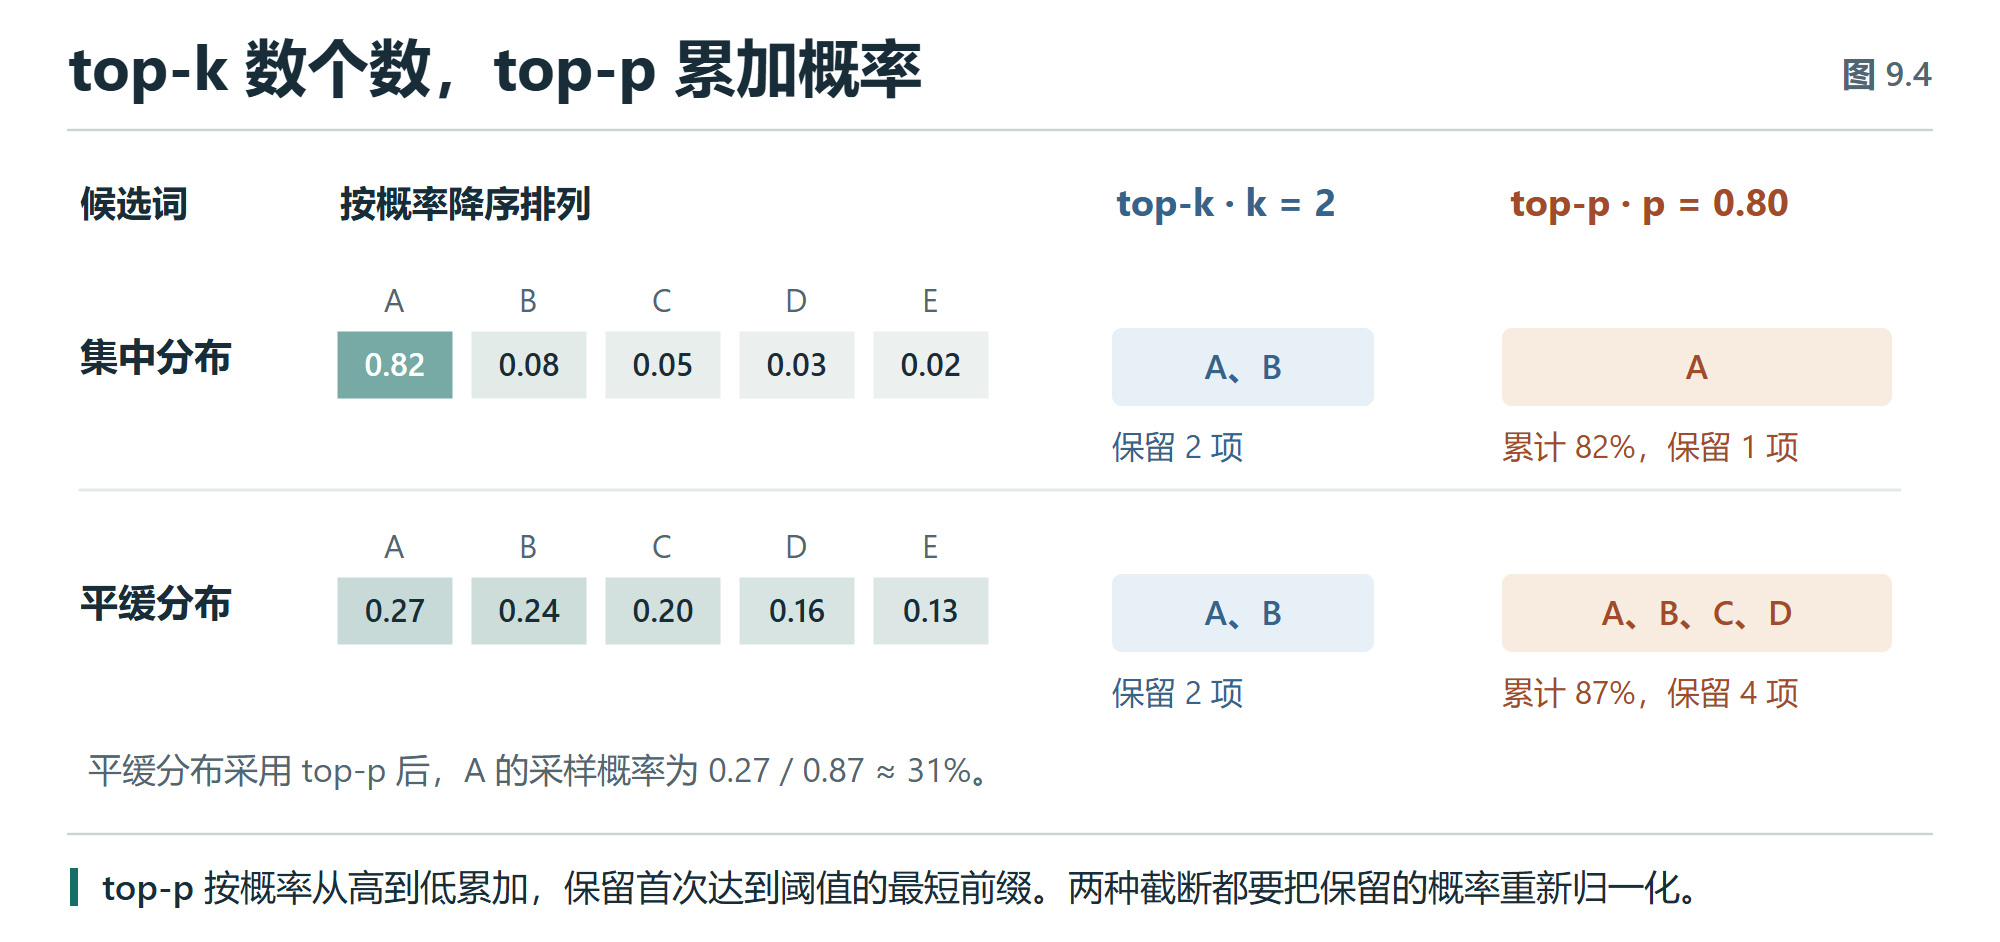 top-k 数个数，top-p 累加概率
图 9.4
候选词 按概率降序排列 top-k · k = 2 top-p · p = 0.80
A B C D E
集中分布 0.82 0.08 0.05 0.03 0.02 A、B A
保留 2 项 累计 82%，保留 1 项
A B C D E
平缓分布 0.27 0.24 0.20 0.16 0.13 A、B A、B、C、D
保留 2 项 累计 87%，保留 4 项
平缓分布采用 top-p 后，A 的采样概率为 0.27 / 0.87 ≈ 31%。
top-p 按概率从高到低累加，保留首次达到阈值的最短前缀。两种截断都要把保留的概率重新归一化。